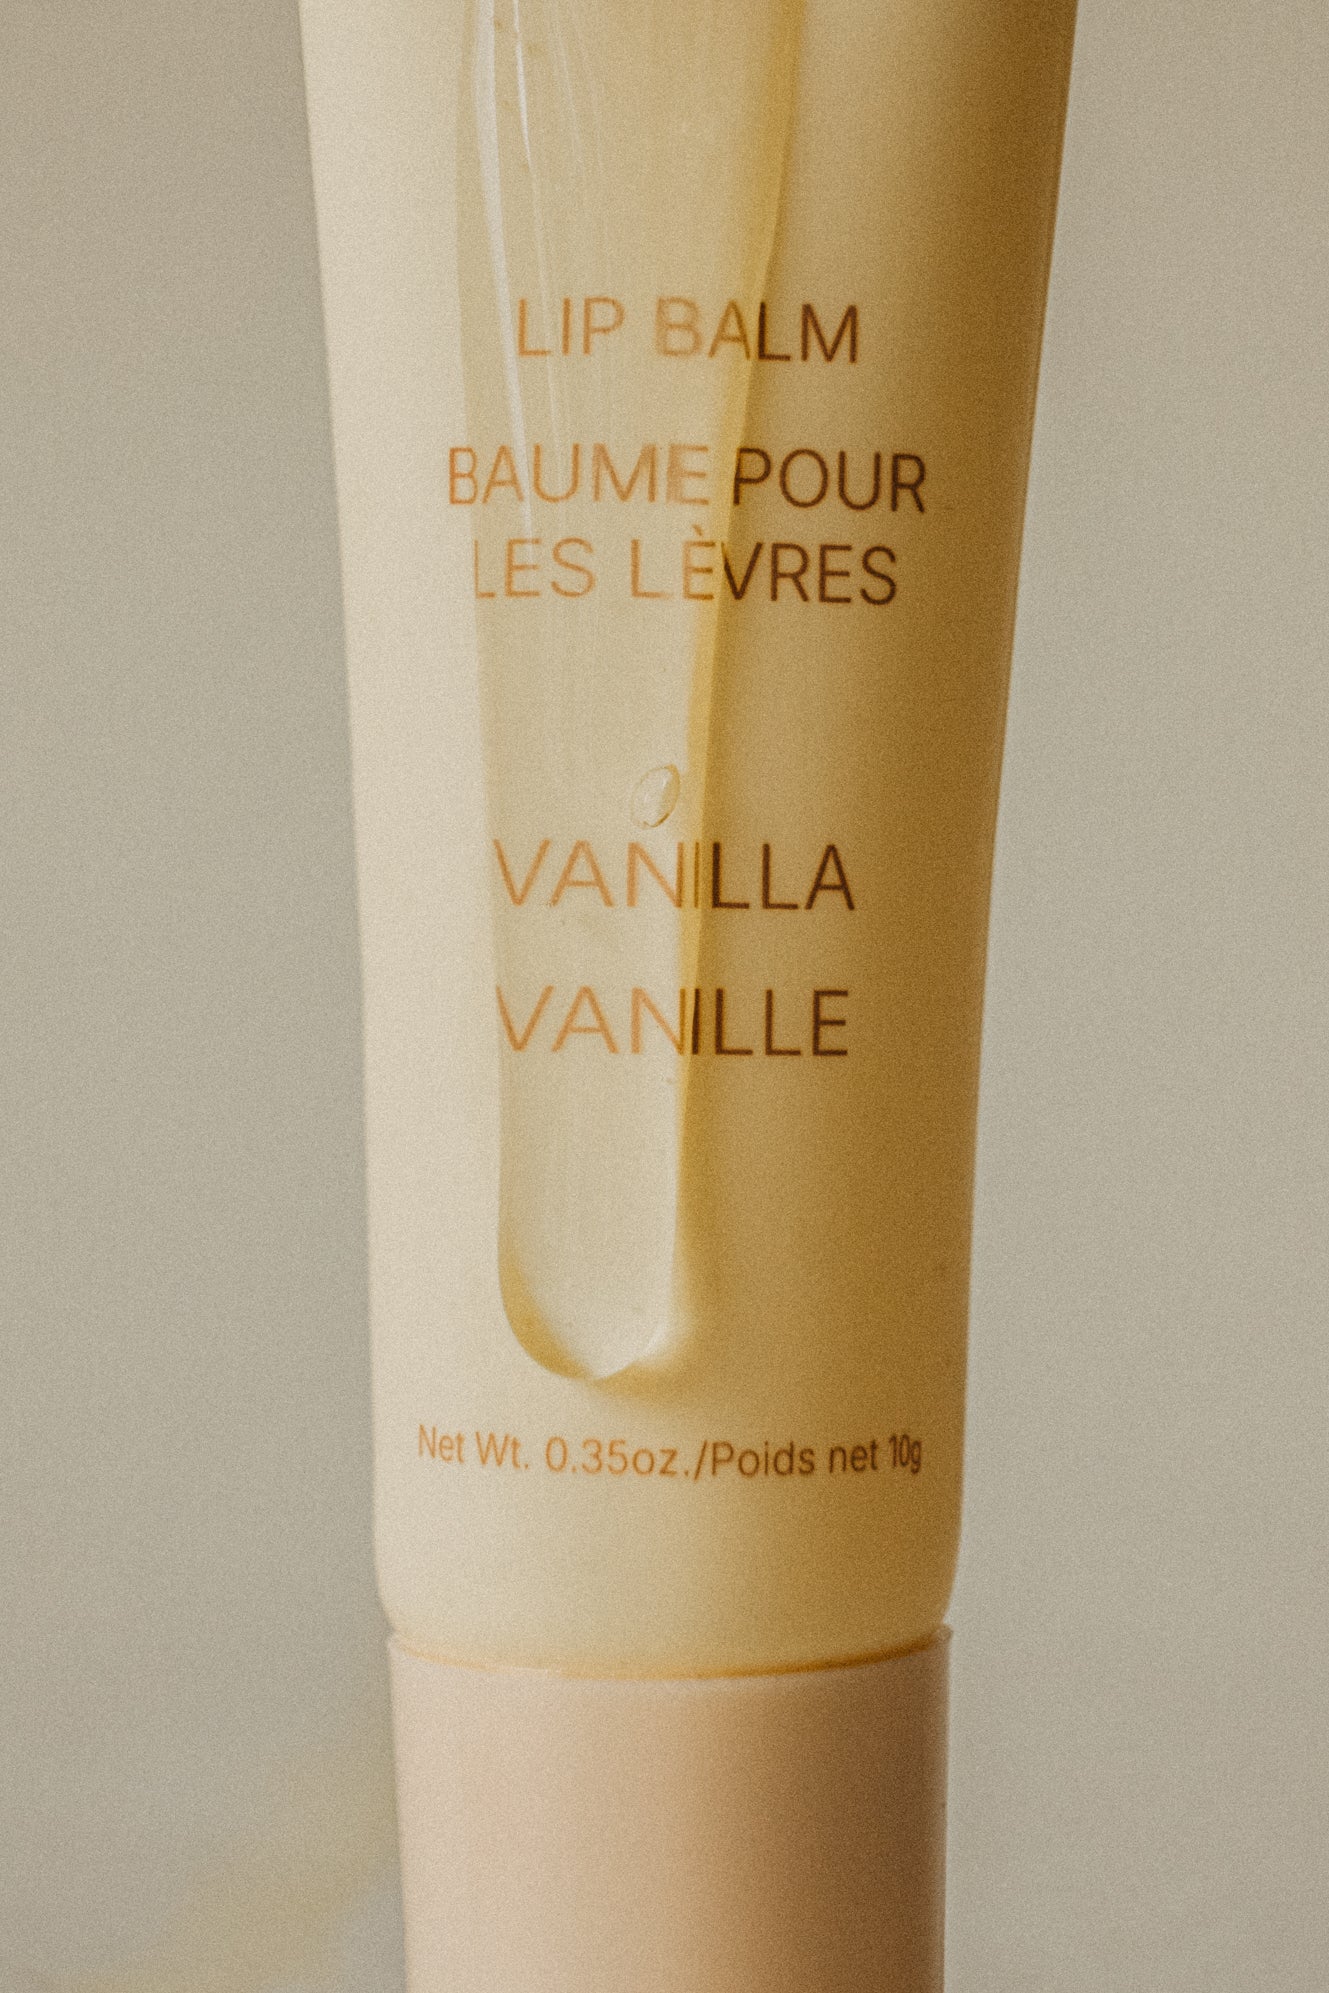 LIP BALM
BAUME POUR
LES LÈVRES
VANILLA
VANILLE
Net Wt. 0.35oz./Poids net 10g